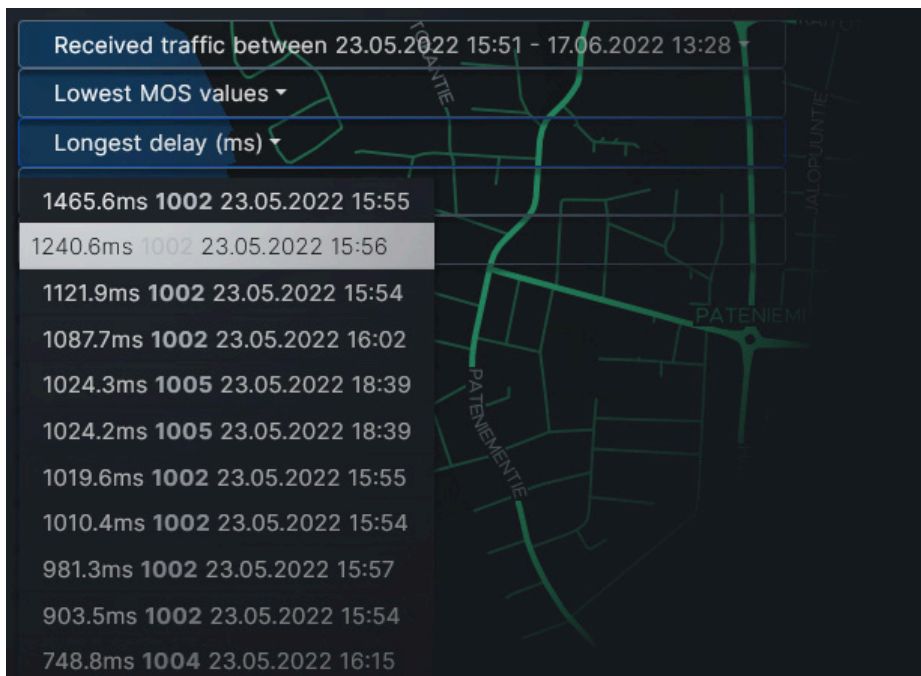 Received traffic between 23.05.2022 15:51 - 17.06.2022 13:28
Lowest MOS values
Longest delay (ms)
1465.6ms 1002 23.05.2022 15:55
1240.6ms 1002 23.05.2022 15:56
1121.9ms 1002 23.05.2022 15:54
1087.7ms 1002 23.05.2022 16:02
1024.3ms 1005 23.05.2022 18:39
1024.2ms 1005 23.05.2022 18:39
1019.6ms 1002 23.05.2022 15:55
1010.4ms 1002 23.05.2022 15:54
981.3ms 1002 23.05.2022 15:57
903.5ms 1002 23.05.2022 15:54
748.8ms 1004 23.05.2022 16:15
JALOPUUNTIE
PATENIEMI
PATENIEMENTIE